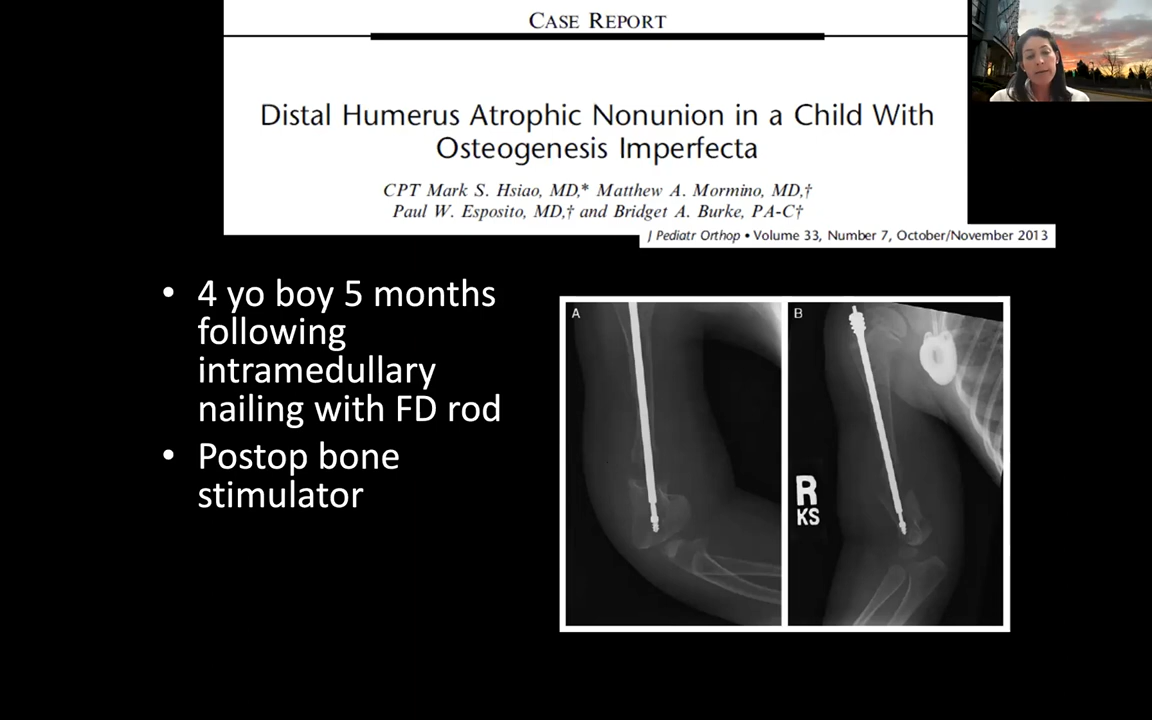 CASE REPORT
Distal Humerus Atrophic Nonunion in a Child With
Osteogenesis Imperfecta
CPT Mark S. Hsiao, MD,* Matthew A. Mormino, MD,†
Paul W. Esposito, MD,† and Bridget A. Burke, PA-C†
J Pediatr Orthop • Volume 33, Number 7, October/November 2013
• 4 yo boy 5 months
following
intramedullary
nailing with FD rod
• Postop bone
stimulator
A
B
R
KS